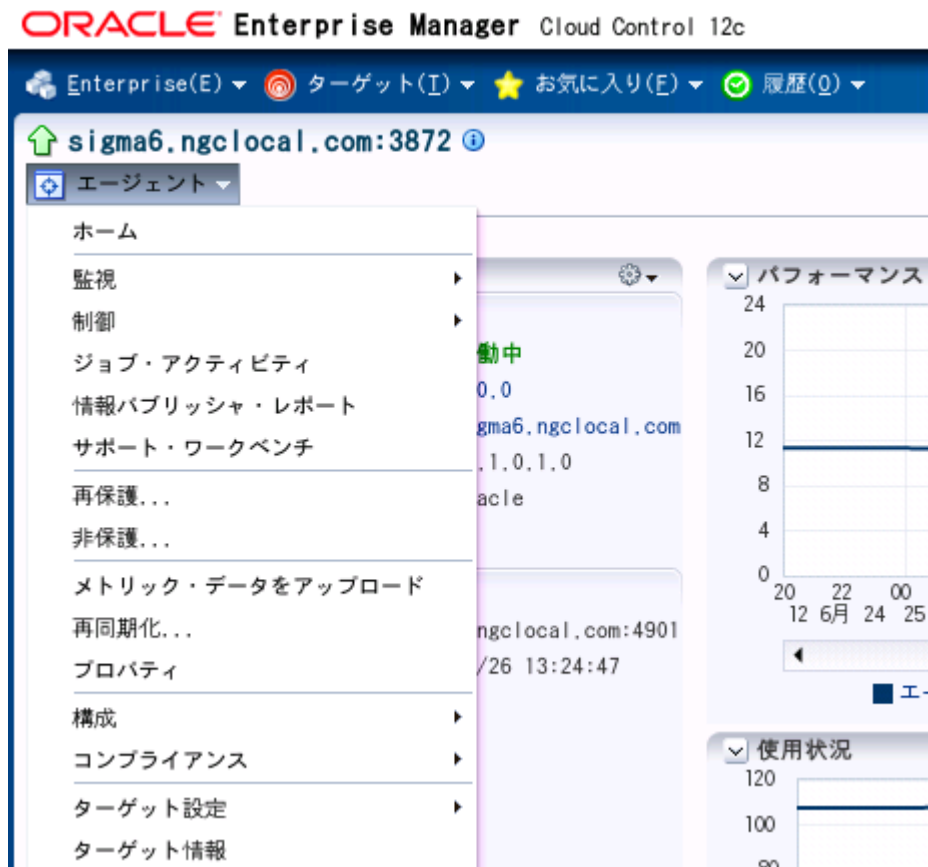 ORACLE Enterprise Manager Cloud Control 12c
Enterprise(E) ターゲット(T) お気に入り(F) 履歴(O)
sigma6.ngclocal.com:3872
エージェント
ホーム
監視
制御
ジョブ・アクティビティ
情報パブリッシャ・レポート
サポート・ワークベンチ
再保護...
非保護...
メトリック・データをアップロード
再同期化...
プロパティ
構成
コンプライアンス
ターゲット設定
ターゲット情報
働中
0.0
gma6.ngclocal.com
.1.0.1.0
acle
ngclocal.com:4901
/26 13:24:47
パフォーマンス
24
20
16
12
8
4
0
20 22 00
12 6月 24 25
エー
使用状況
120
100
80